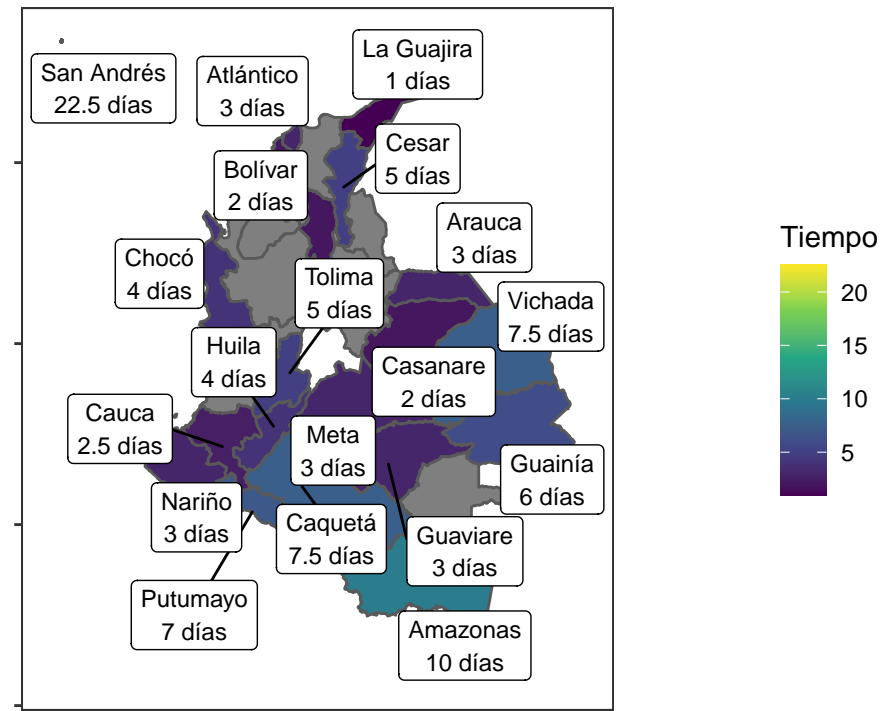 La Guajira
1 días
San Andrés
22.5 días
Atlántico
3 días
Cesar
5 días
Bolívar
2 días
Arauca
3 días
Chocó
4 días
Tolima
5 días
Vichada
7.5 días
Huila
4 días
Casanare
2 días
Cauca
2.5 días
Meta
3 días
Guainía
6 días
Nariño
3 días
Caquetá
7.5 días
Guaviare
3 días
Putumayo
7 días
Amazonas
10 días
Tiempo
20
15
10
5